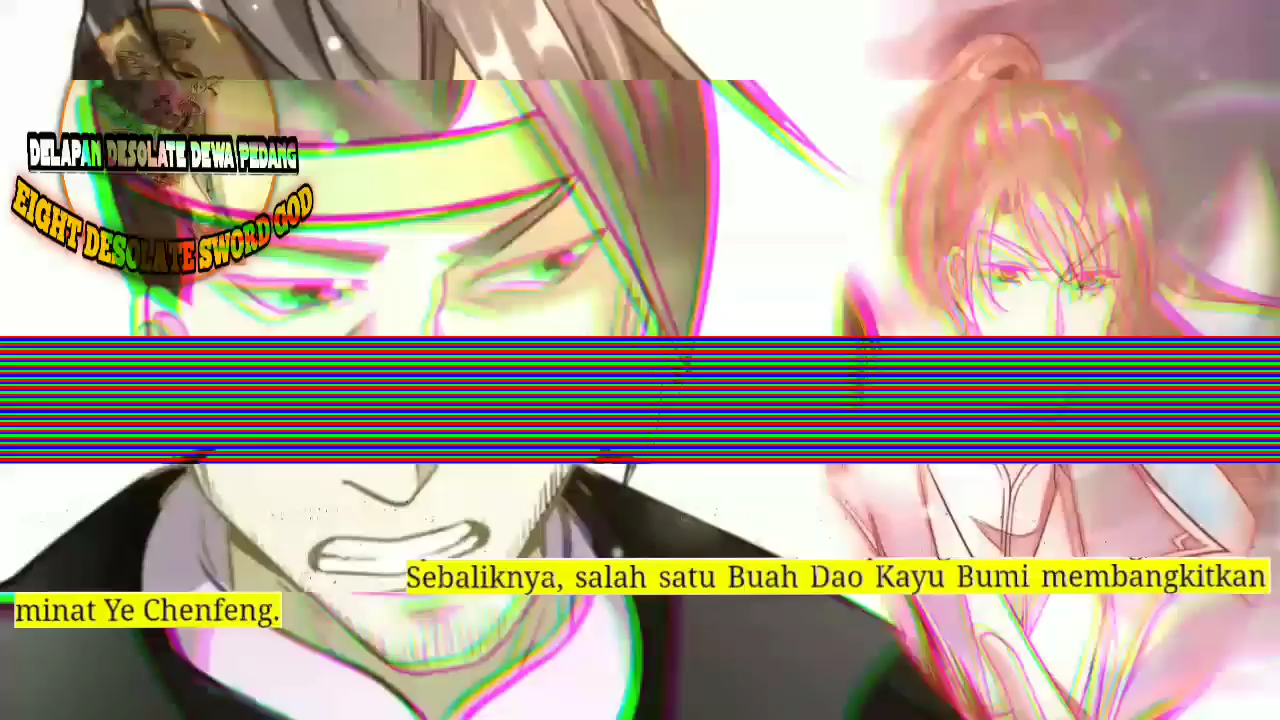 DELAPAN DESOLATE DEWA PEDANG
EIGHT DESOLATE SWORD GOD
Sebaliknya, salah satu Buah Dao Kayu Bumi membangkitkan
minat Ye Chenfeng.